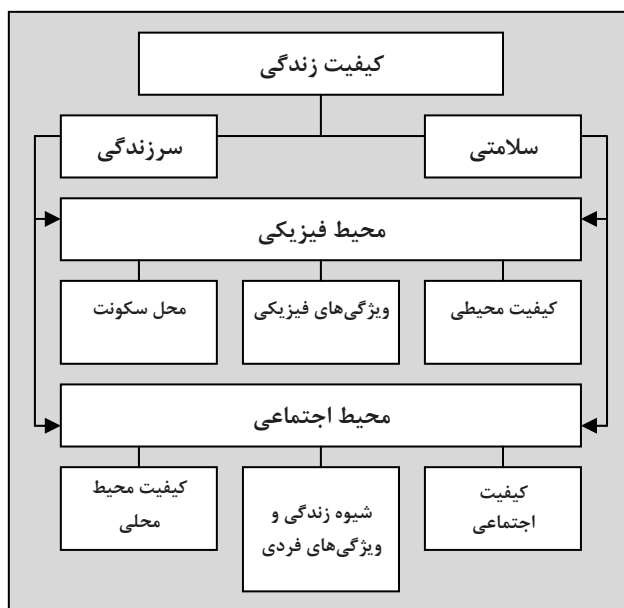 کیفیت زندگی
سلامتی
سرزندگی
محیط فیزیکی
کیفیت محیطی
ویژگی‌های فیزیکی
محل سکونت
محیط اجتماعی
کیفیت
اجتماعی
شیوه زندگی و
ویژگی‌های فردی
کیفیت محیط
محلی